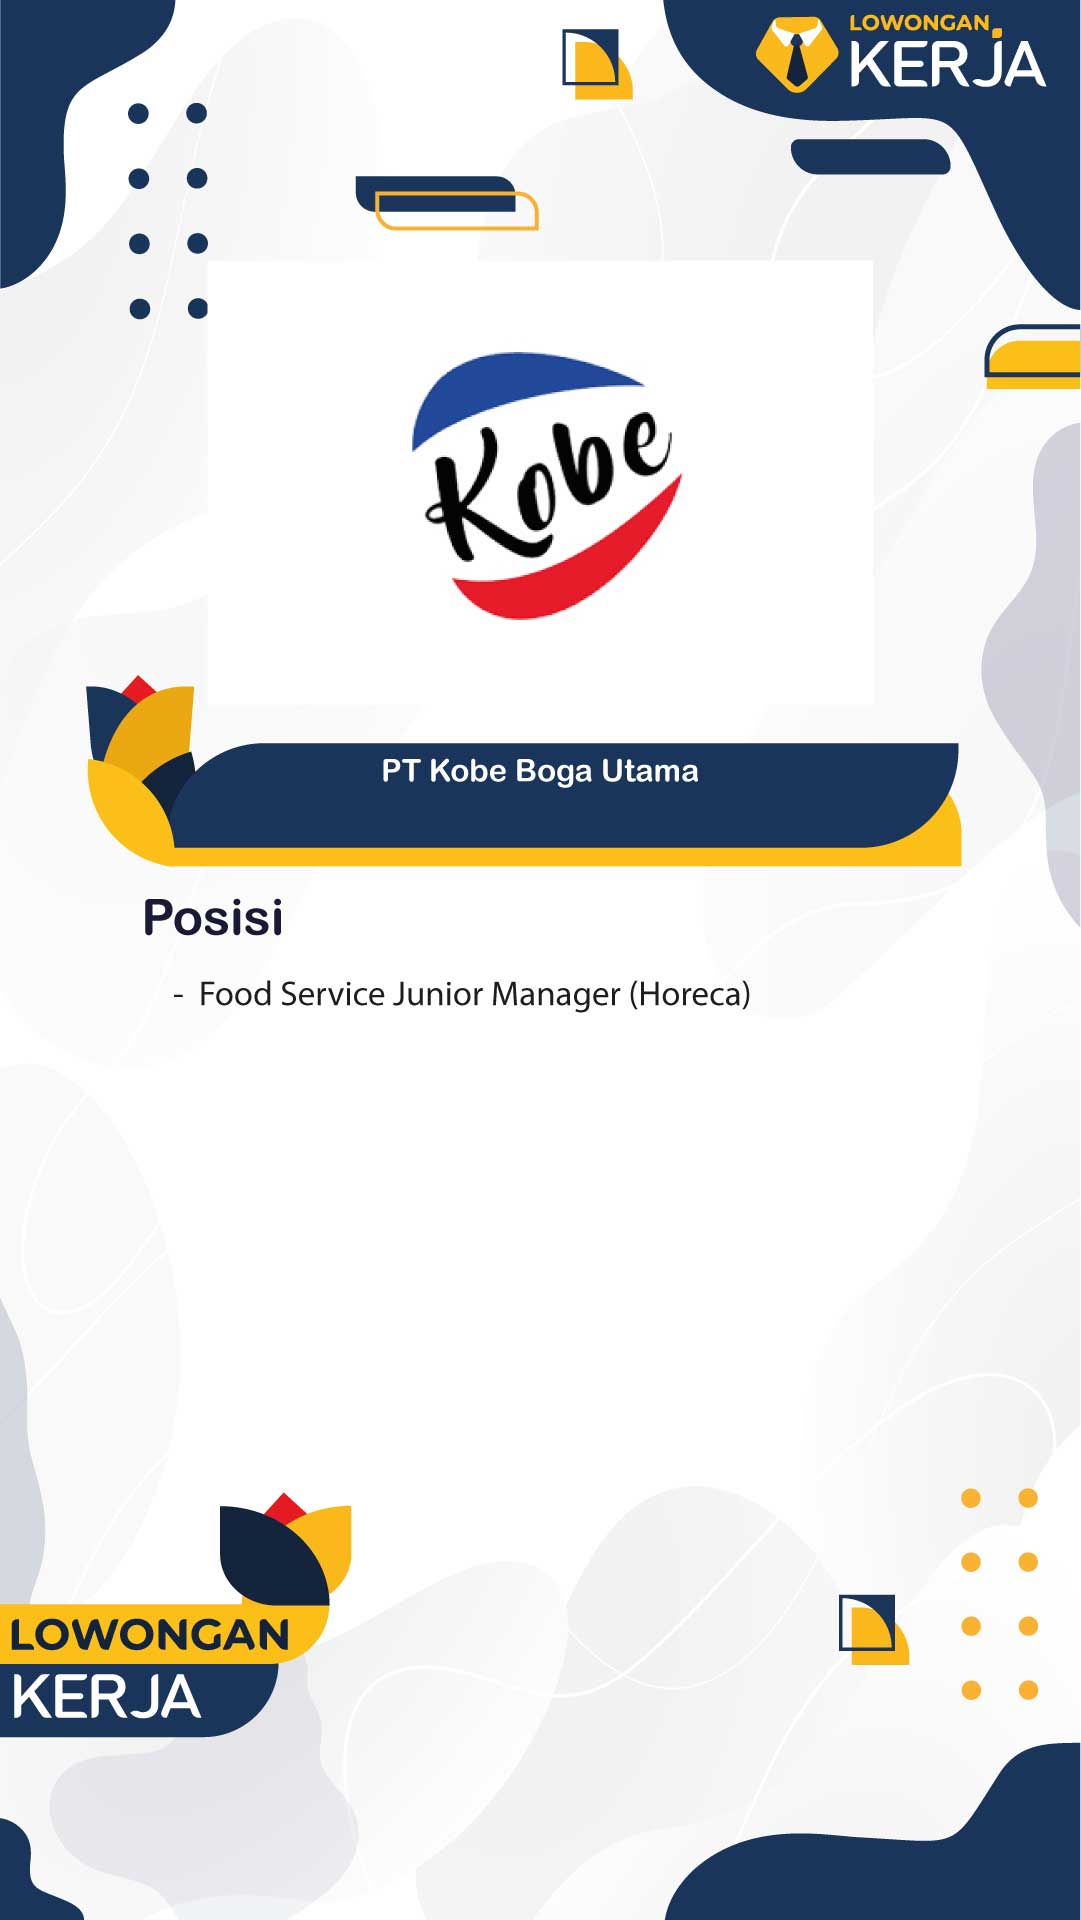 LOWONGAN
KERJA
Kobe
PT Kobe Boga Utama
Posisi
- Food Service Junior Manager (Horeca)
LOWONGAN
KERJA